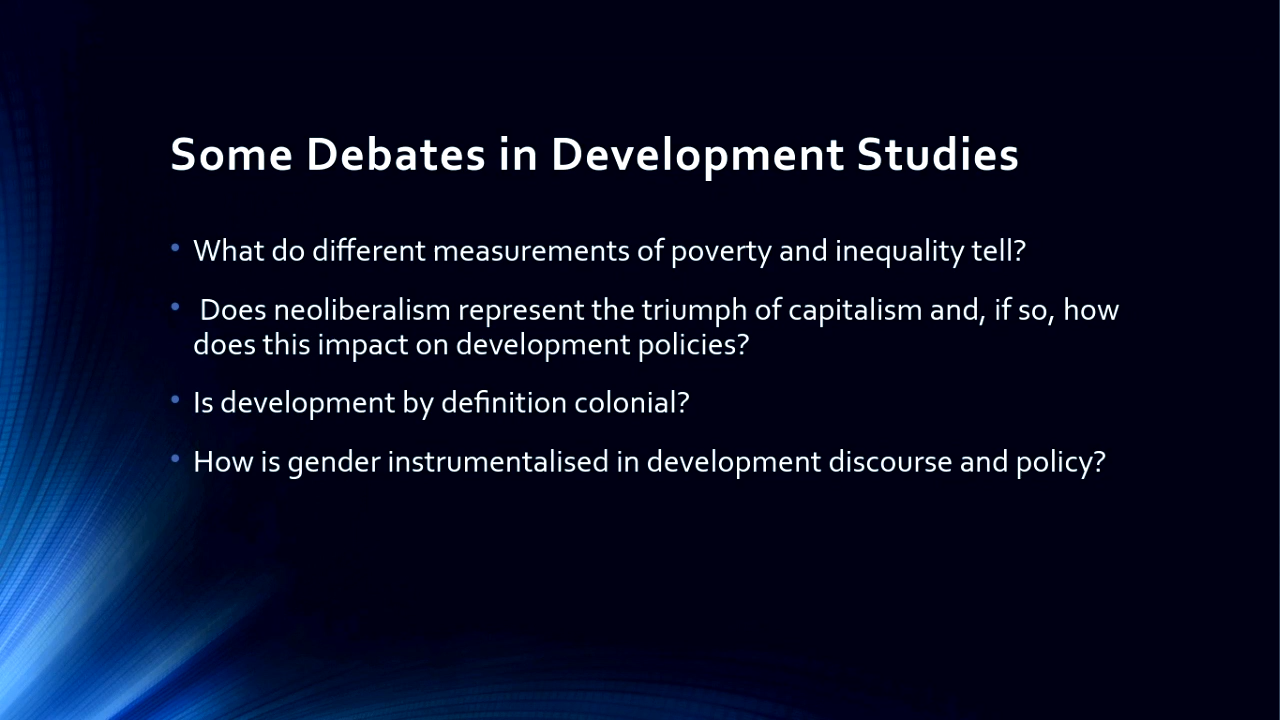 Some Debates in Development Studies
• What do different measurements of poverty and inequality tell?
• Does neoliberalism represent the triumph of capitalism and, if so, how
does this impact on development policies?
• Is development by definition colonial?
• How is gender instrumentalised in development discourse and policy?